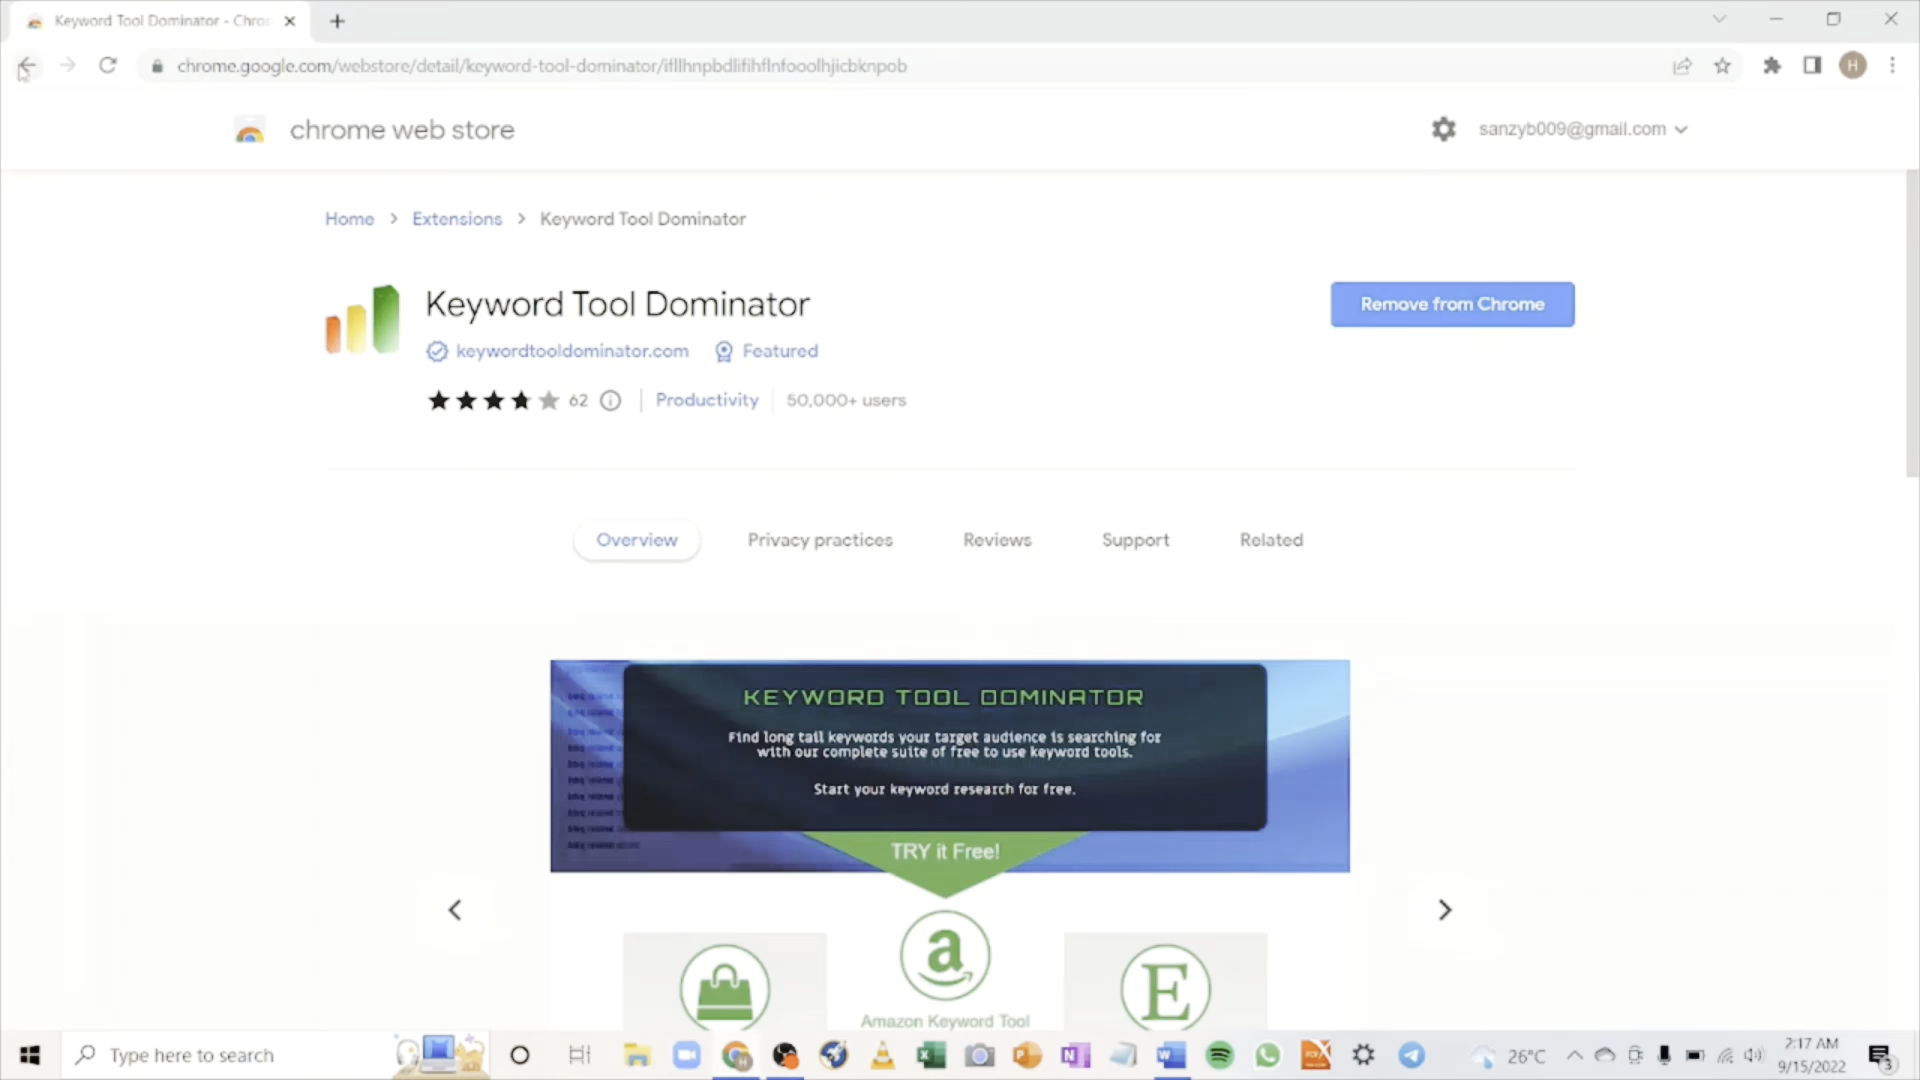 Keyword Tool Dominator - Chro
chrome.google.com/webstore/detail/keyword-tool-dominator/ifllhnpbdlifihflnfooolhjicbknpob
H
chrome web store
sanzyb009@gmail.com
Home > Extensions > Keyword Tool Dominator
Keyword Tool Dominator
Remove from Chrome
keywordtooldominator.com Featured
62 Productivity 50,000+ users
Overview Privacy practices Reviews Support Related
KEYWORD TOOL DOMINATOR
Find long tail keywords your target audience is searching for
with our complete suite of free to use keyword tools.
Start your keyword research for free.
TRY it Free!
a
E
Amazon Keyword Tool
Type here to search
26°C
2:17 AM
9/15/2022
3